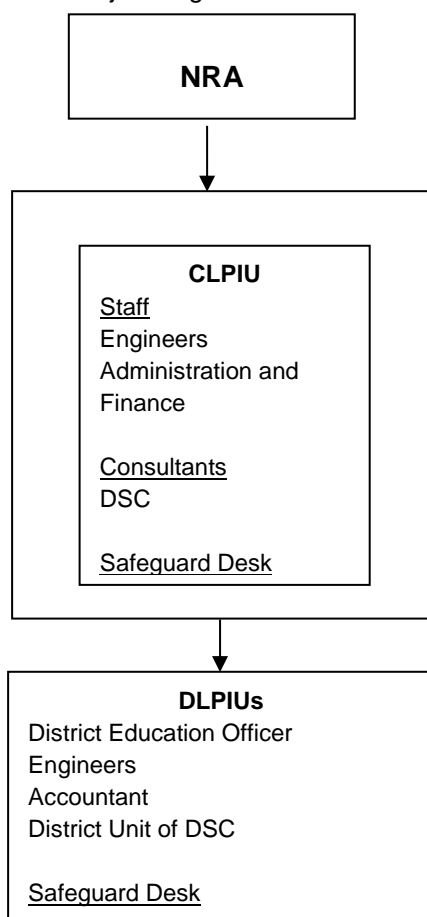 NRA
CLPIU
Staff
Engineers
Administration and
Finance
Consultants
DSC
Safeguard Desk
DLPIUs
District Education Officer
Engineers
Accountant
District Unit of DSC
Safeguard Desk